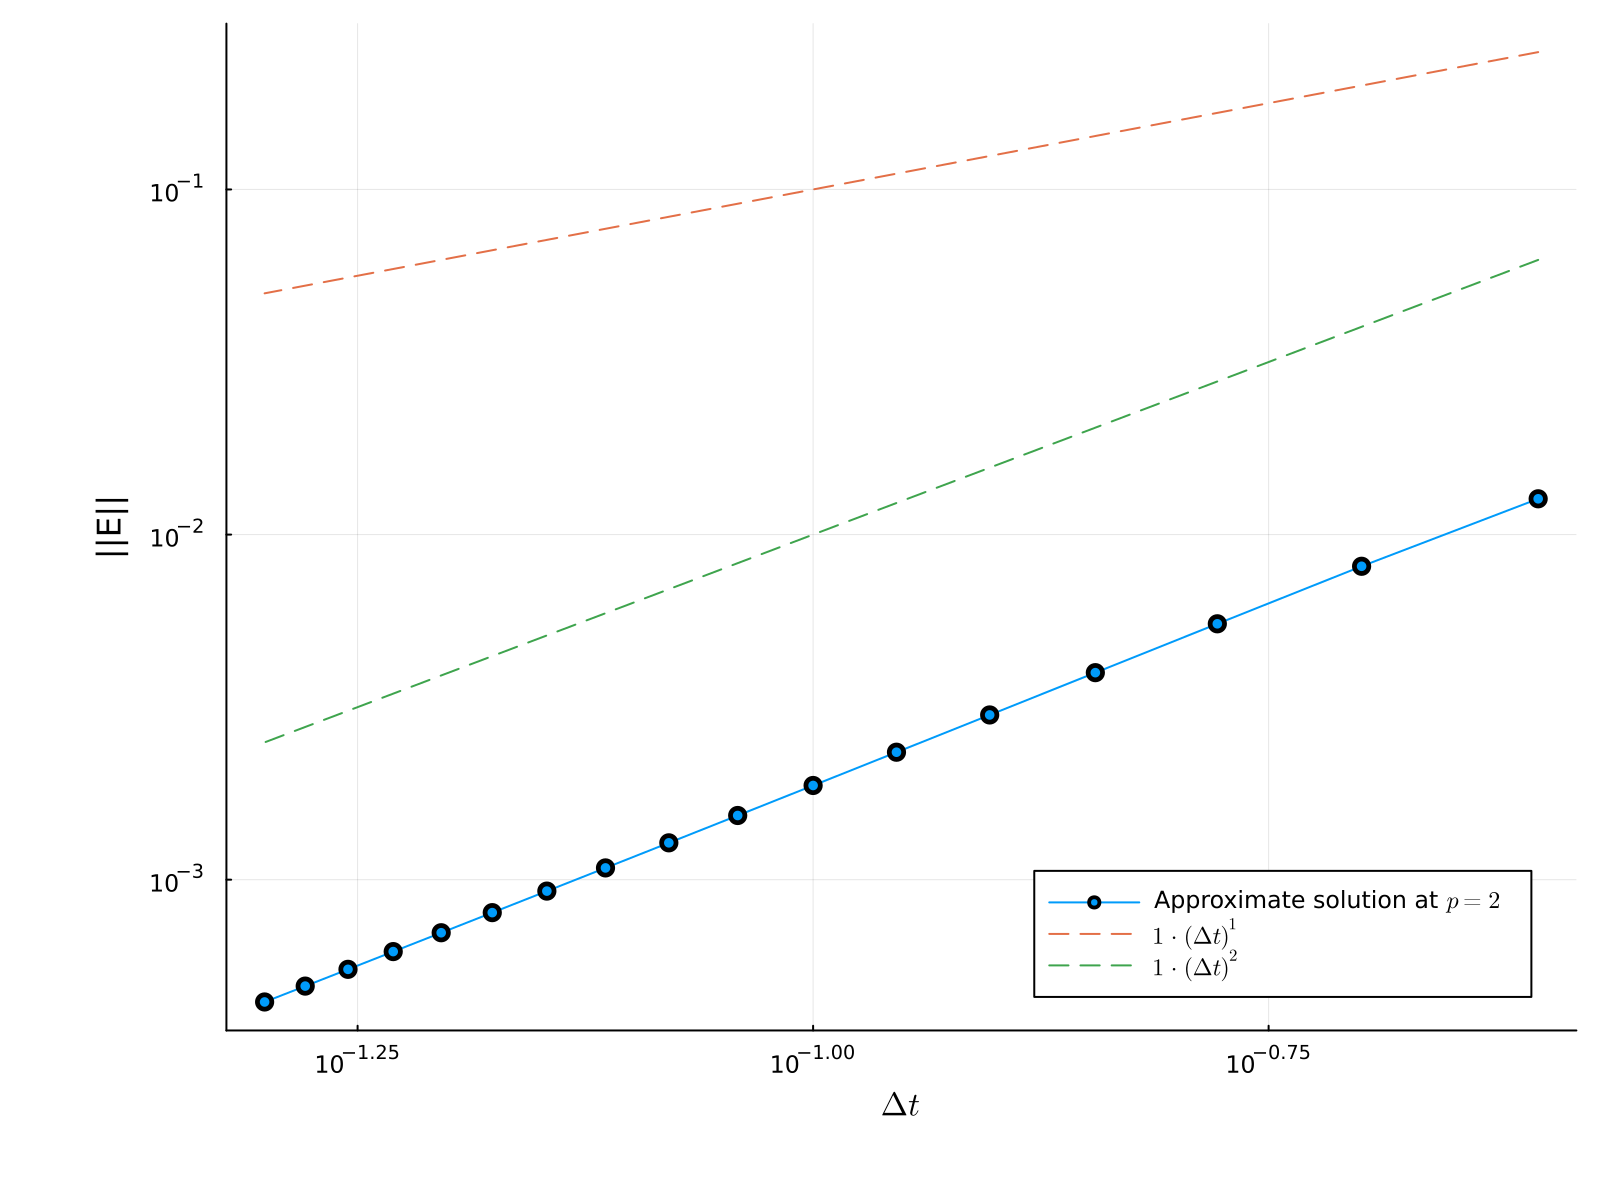 ||E||
10⁻¹
10⁻²
10⁻³
10⁻¹·²⁵
10⁻¹·⁰⁰
10⁻⁰·⁷⁵
Δt
Approximate solution at p = 2
1 · (Δt)¹
1 · (Δt)²